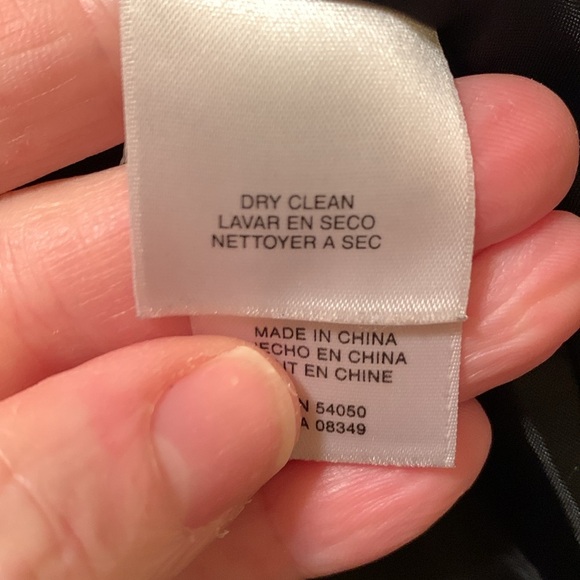 DRY CLEAN
LAVAR EN SECO
NETTOYER A SEC
MADE IN CHINA
EN CHINA
EN CHINE
54050
08349